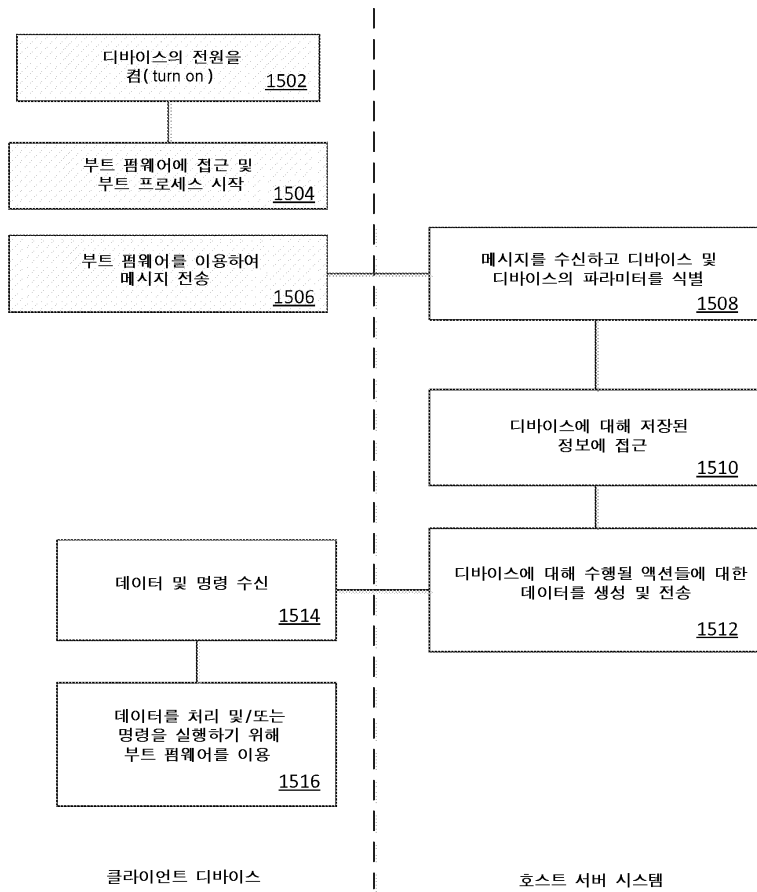 디바이스의 전원을
켬( turn on )
1502
부트 펌웨어에 접근 및
부트 프로세스 시작
1504
부트 펌웨어를 이용하여
메시지 전송
1506
메시지를 수신하고 디바이스 및
디바이스의 파라미터를 식별
1508
디바이스에 대해 저장된
정보에 접근
1510
디바이스에 대해 수행될 액션들에 대한
데이터를 생성 및 전송
1512
데이터 및 명령 수신
1514
데이터를 처리 및/또는
명령을 실행하기 위해
부트 펌웨어를 이용
1516
클라이언트 디바이스
호스트 서버 시스템